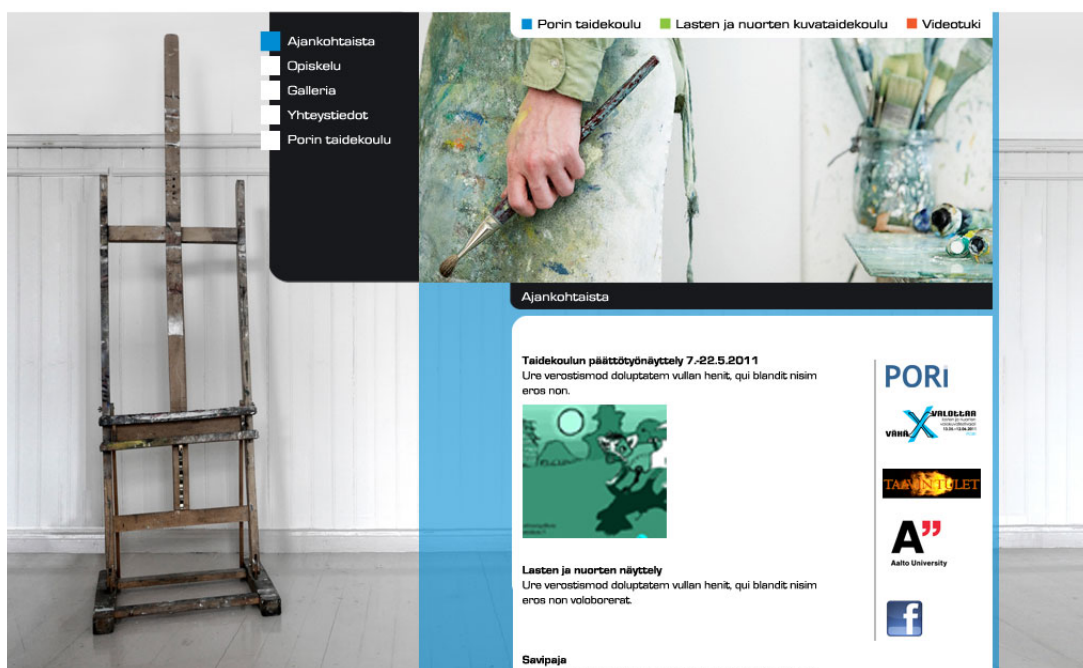 Porin taidekoulu
Lasten ja nuorten kuvataidekoulu
Videotuki
Ajankohtaista
Opiskelu
Galleria
Yhteystiedot
Porin taidekoulu
Ajankohtaista
Taidekoulun päättötyönäyttely 7.-22.5.2011
Ure verostismod doluptatem vullan henit, qui blandit nisim
eros non.
Lasten ja nuorten näyttely
Ure verostismod doluptatem vullan henit, qui blandit nisim
eros non voloborerat.
Savipaja
PORI
VÄHÄ X VALOTTAA
TAAVIN TULET
A”
Aalto University
f